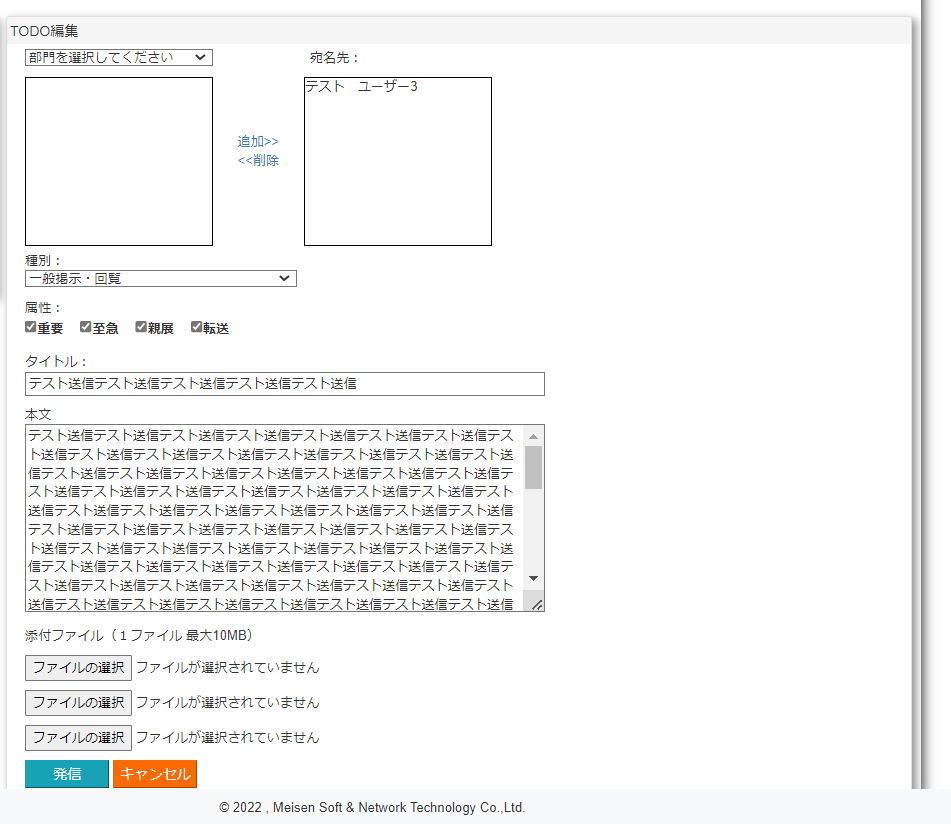 TODO編集
部門を選択してください 宛名先：
テスト　ユーザー3
追加>>
<<削除
種別：
一般掲示・回覧
属性：
重要 至急 親展 転送
タイトル：
テスト送信テスト送信テスト送信テスト送信テスト送信
本文
テスト送信テスト送信テスト送信テスト送信テスト送信テスト送信テスト送信テス
ト送信テスト送信テスト送信テスト送信テスト送信テスト送信テスト送信テスト送
信テスト送信テスト送信テスト送信テスト送信テスト送信テスト送信テスト送信テ
スト送信テスト送信テスト送信テスト送信テスト送信テスト送信テスト送信テスト
送信テスト送信テスト送信テスト送信テスト送信テスト送信テスト送信テスト送信
テスト送信テスト送信テスト送信テスト送信テスト送信テスト送信テスト送信テス
ト送信テスト送信テスト送信テスト送信テスト送信テスト送信テスト送信テスト送
信テスト送信テスト送信テスト送信テスト送信テスト送信テスト送信テスト送信テ
スト送信テスト送信テスト送信テスト送信テスト送信テスト送信テスト送信テスト
送信テスト送信テスト送信テスト送信テスト送信テスト送信テスト送信テスト送信
添付ファイル（１ファイル 最大10MB）
ファイルの選択 ファイルが選択されていません
ファイルの選択 ファイルが選択されていません
ファイルの選択 ファイルが選択されていません
発信 キャンセル
© 2022 , Meisen Soft & Network Technology Co.,Ltd.